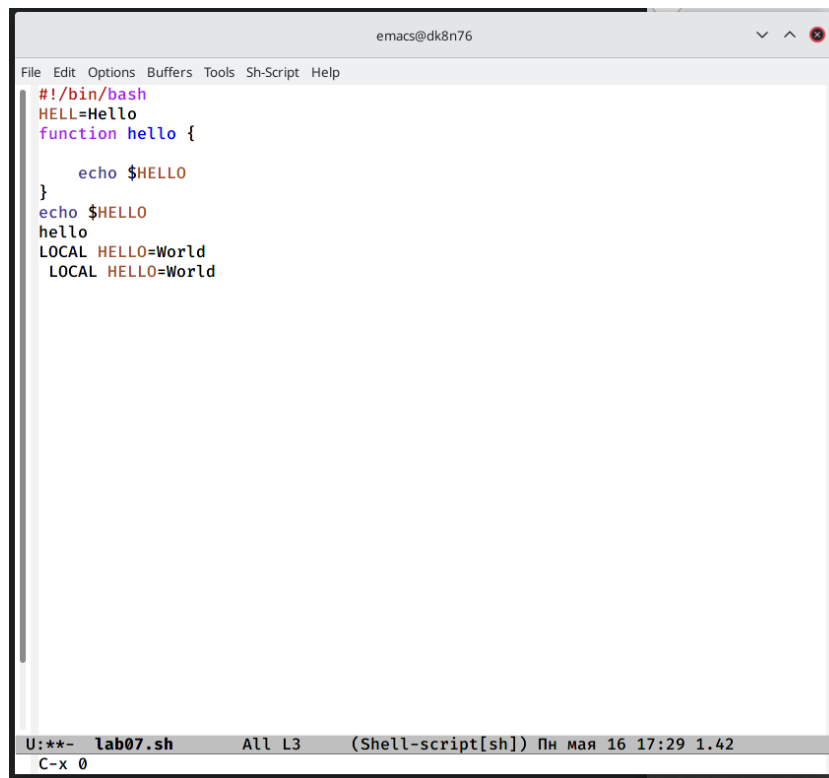 emacs@dk8n76
File Edit Options Buffers Tools Sh-Script Help
#!/bin/bash
HELL=Hello
function hello {
    echo $HELLO
}
echo $HELLO
hello
LOCAL HELLO=World
 LOCAL HELLO=World
U:**-  lab07.sh       All L3     (Shell-script[sh]) Пн мая 16 17:29 1.42
C-x 0